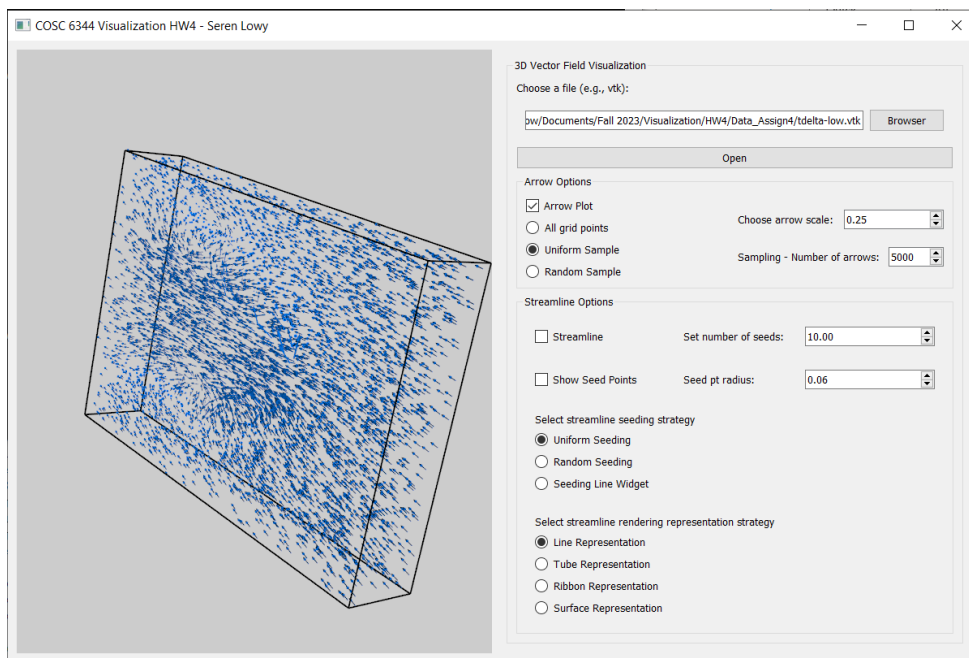 COSC 6344 Visualization HW4 - Seren Lowy
3D Vector Field Visualization
Choose a file (e.g., vtk):
ow/Documents/Fall 2023/Visualization/HW4/Data_Assign4/tdelta-low.vtk Browser
Open
Arrow Options
Arrow Plot
Choose arrow scale: 0.25
All grid points
Uniform Sample
Sampling - Number of arrows: 5000
Random Sample
Streamline Options
Streamline Set number of seeds: 10.00
Show Seed Points Seed pt radius: 0.06
Select streamline seeding strategy
Uniform Seeding
Random Seeding
Seeding Line Widget
Select streamline rendering representation strategy
Line Representation
Tube Representation
Ribbon Representation
Surface Representation